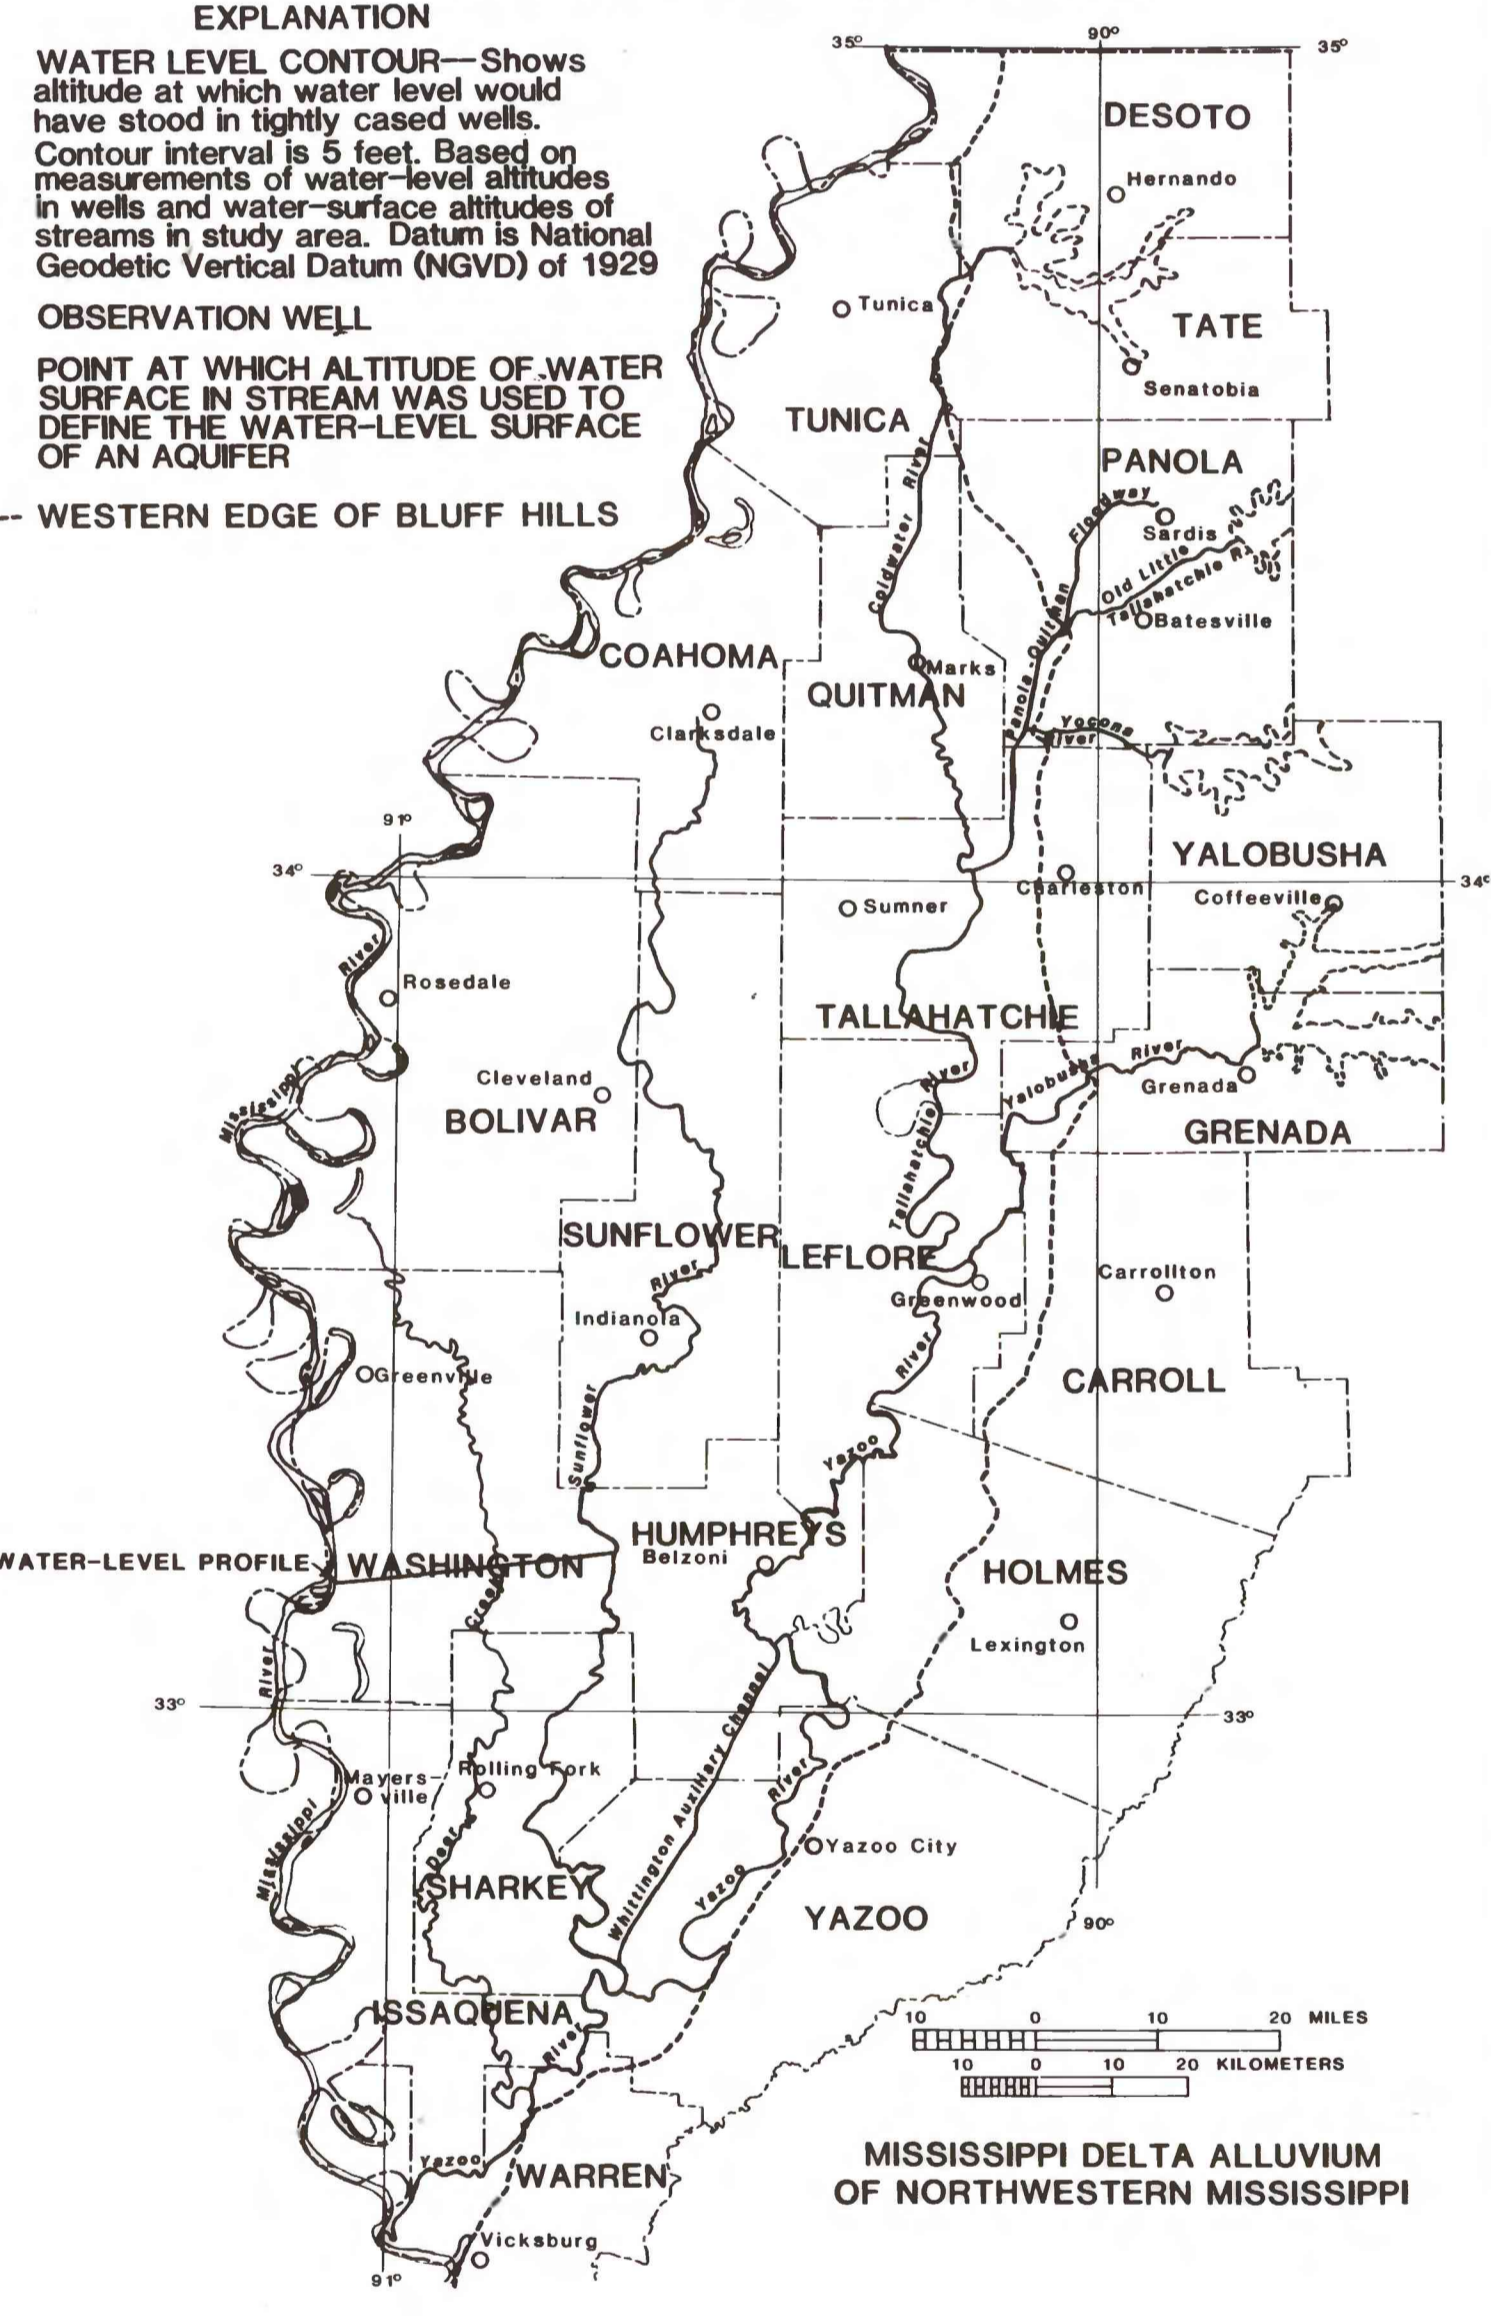 EXPLANATION
WATER LEVEL CONTOUR—Shows
altitude at which water level would
have stood in tightly cased wells.
Contour interval is 5 feet. Based on
measurements of water-level altitudes
in wells and water-surface altitudes of
streams in study area. Datum is National
Geodetic Vertical Datum (NGVD) of 1929
OBSERVATION WELL
POINT AT WHICH ALTITUDE OF WATER
SURFACE IN STREAM WAS USED TO
DEFINE THE WATER-LEVEL SURFACE
OF AN AQUIFER
-- WESTERN EDGE OF BLUFF HILLS
35°
90°
35°
DESOTO
Hernando
Tunica
TATE
Senatobia
TUNICA
PANOLA
Coldwater River
Floodway
Sardis
Old Little
Tallahatchie R.
Batesville
Panola-Quitman
COAHOMA
Marks
QUITMAN
Clarksdale
Yocona
River
91°
34°
YALOBUSHA
Charleston
34°
Coffeeville
Sumner
River
Rosedale
TALLAHATCHIE
Cleveland
BOLIVAR
Mississippi
River
Tallahatchie
Yalobusha
River
Grenada
GRENADA
SUNFLOWER
LEFLORE
River
Carrollton
Greenwood
Indianola
River
Greenville
CARROLL
Sunflower
Yazoo
HUMPHREYS
WATER-LEVEL PROFILE
WASHINGTON
Belzoni
HOLMES
Creek
Lexington
River
33°
33°
Whittington Auxiliary Channel
Mayers-
ville
Rolling Fork
River
Mississippi
Deer
Yazoo City
SHARKEY
Yazoo
YAZOO
90°
ISSAQUENA
River
10 0 10 20 MILES
10 0 10 20 KILOMETERS
MISSISSIPPI DELTA ALLUVIUM
OF NORTHWESTERN MISSISSIPPI
Yazoo
WARREN
Vicksburg
91°